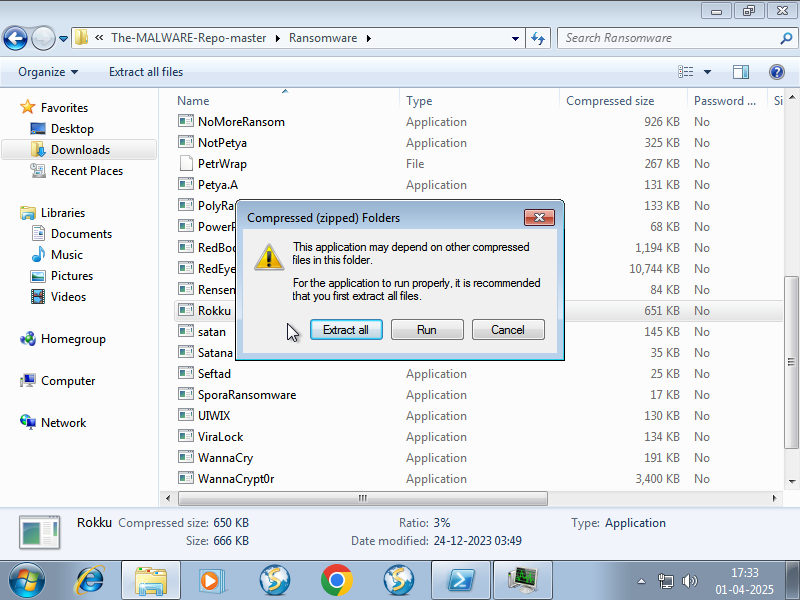 « The-MALWARE-Repo-master ▸ Ransomware ▸
Search Ransomware
Organize
Extract all files
Favorites
Desktop
Downloads
Recent Places
Libraries
Documents
Music
Pictures
Videos
Homegroup
Computer
Network
Name Type Compressed size Password ... Si
NoMoreRansom Application 926 KB No
NotPetya Application 325 KB No
PetrWrap File 267 KB No
Petya.A Application 131 KB No
PolyRa 133 KB No
PowerP 68 KB No
RedBoo 1,194 KB No
RedEye 10,744 KB No
Rensen 84 KB No
Rokku 651 KB No
satan 145 KB No
Satana 35 KB No
Seftad Application 25 KB No
SporaRansomware Application 17 KB No
UIWIX Application 130 KB No
ViraLock Application 134 KB No
WannaCry Application 191 KB No
WannaCrypt0r Application 3,400 KB No
Compressed (zipped) Folders
This application may depend on other compressed
files in this folder.
For the application to run properly, it is recommended
that you first extract all files.
Extract all
Run
Cancel
Rokku Compressed size: 650 KB Ratio: 3% Type: Application
Size: 666 KB Date modified: 24-12-2023 03:49
17:33
01-04-2025